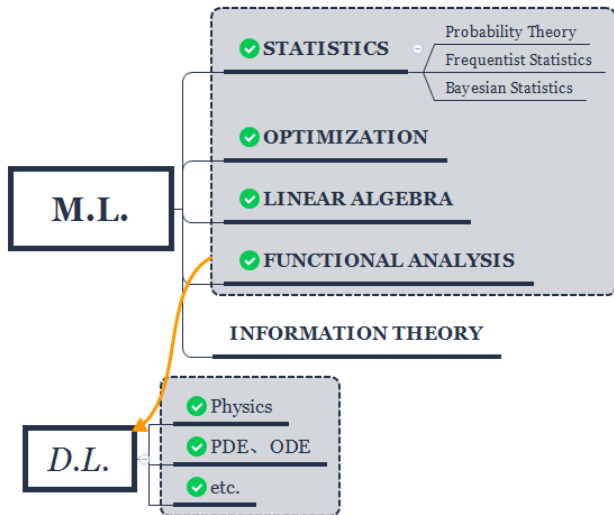 STATISTICS
Probability Theory
Frequentist Statistics
Bayesian Statistics
OPTIMIZATION
M.L.
LINEAR ALGEBRA
FUNCTIONAL ANALYSIS
INFORMATION THEORY
Physics
D.L.
PDE、ODE
etc.